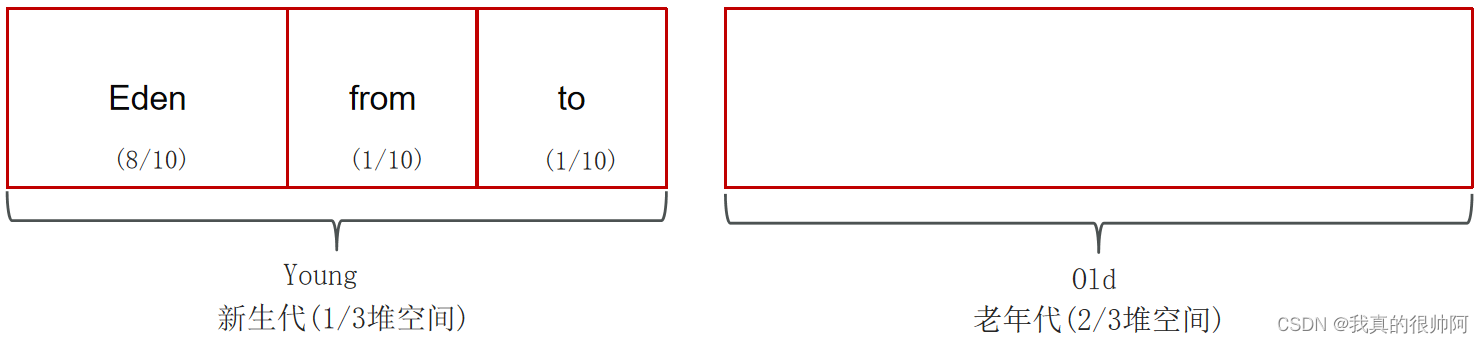 Eden
from
to
(8/10)
(1/10)
(1/10)
Young
新生代(1/3堆空间)
Old
老年代(2/3堆空间)
CSDN @我真的很帅阿